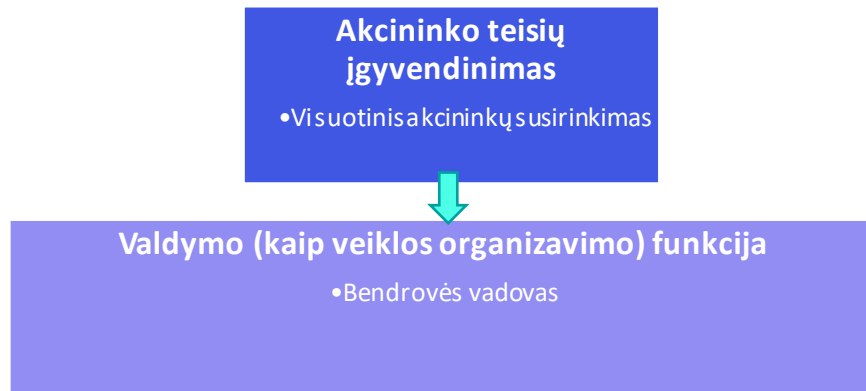 Akcininko teisių
įgyvendinimas
•Visuotinis akcininkų susirinkimas
Valdymo (kaip veiklos organizavimo) funkcija
•Bendrovės vadovas